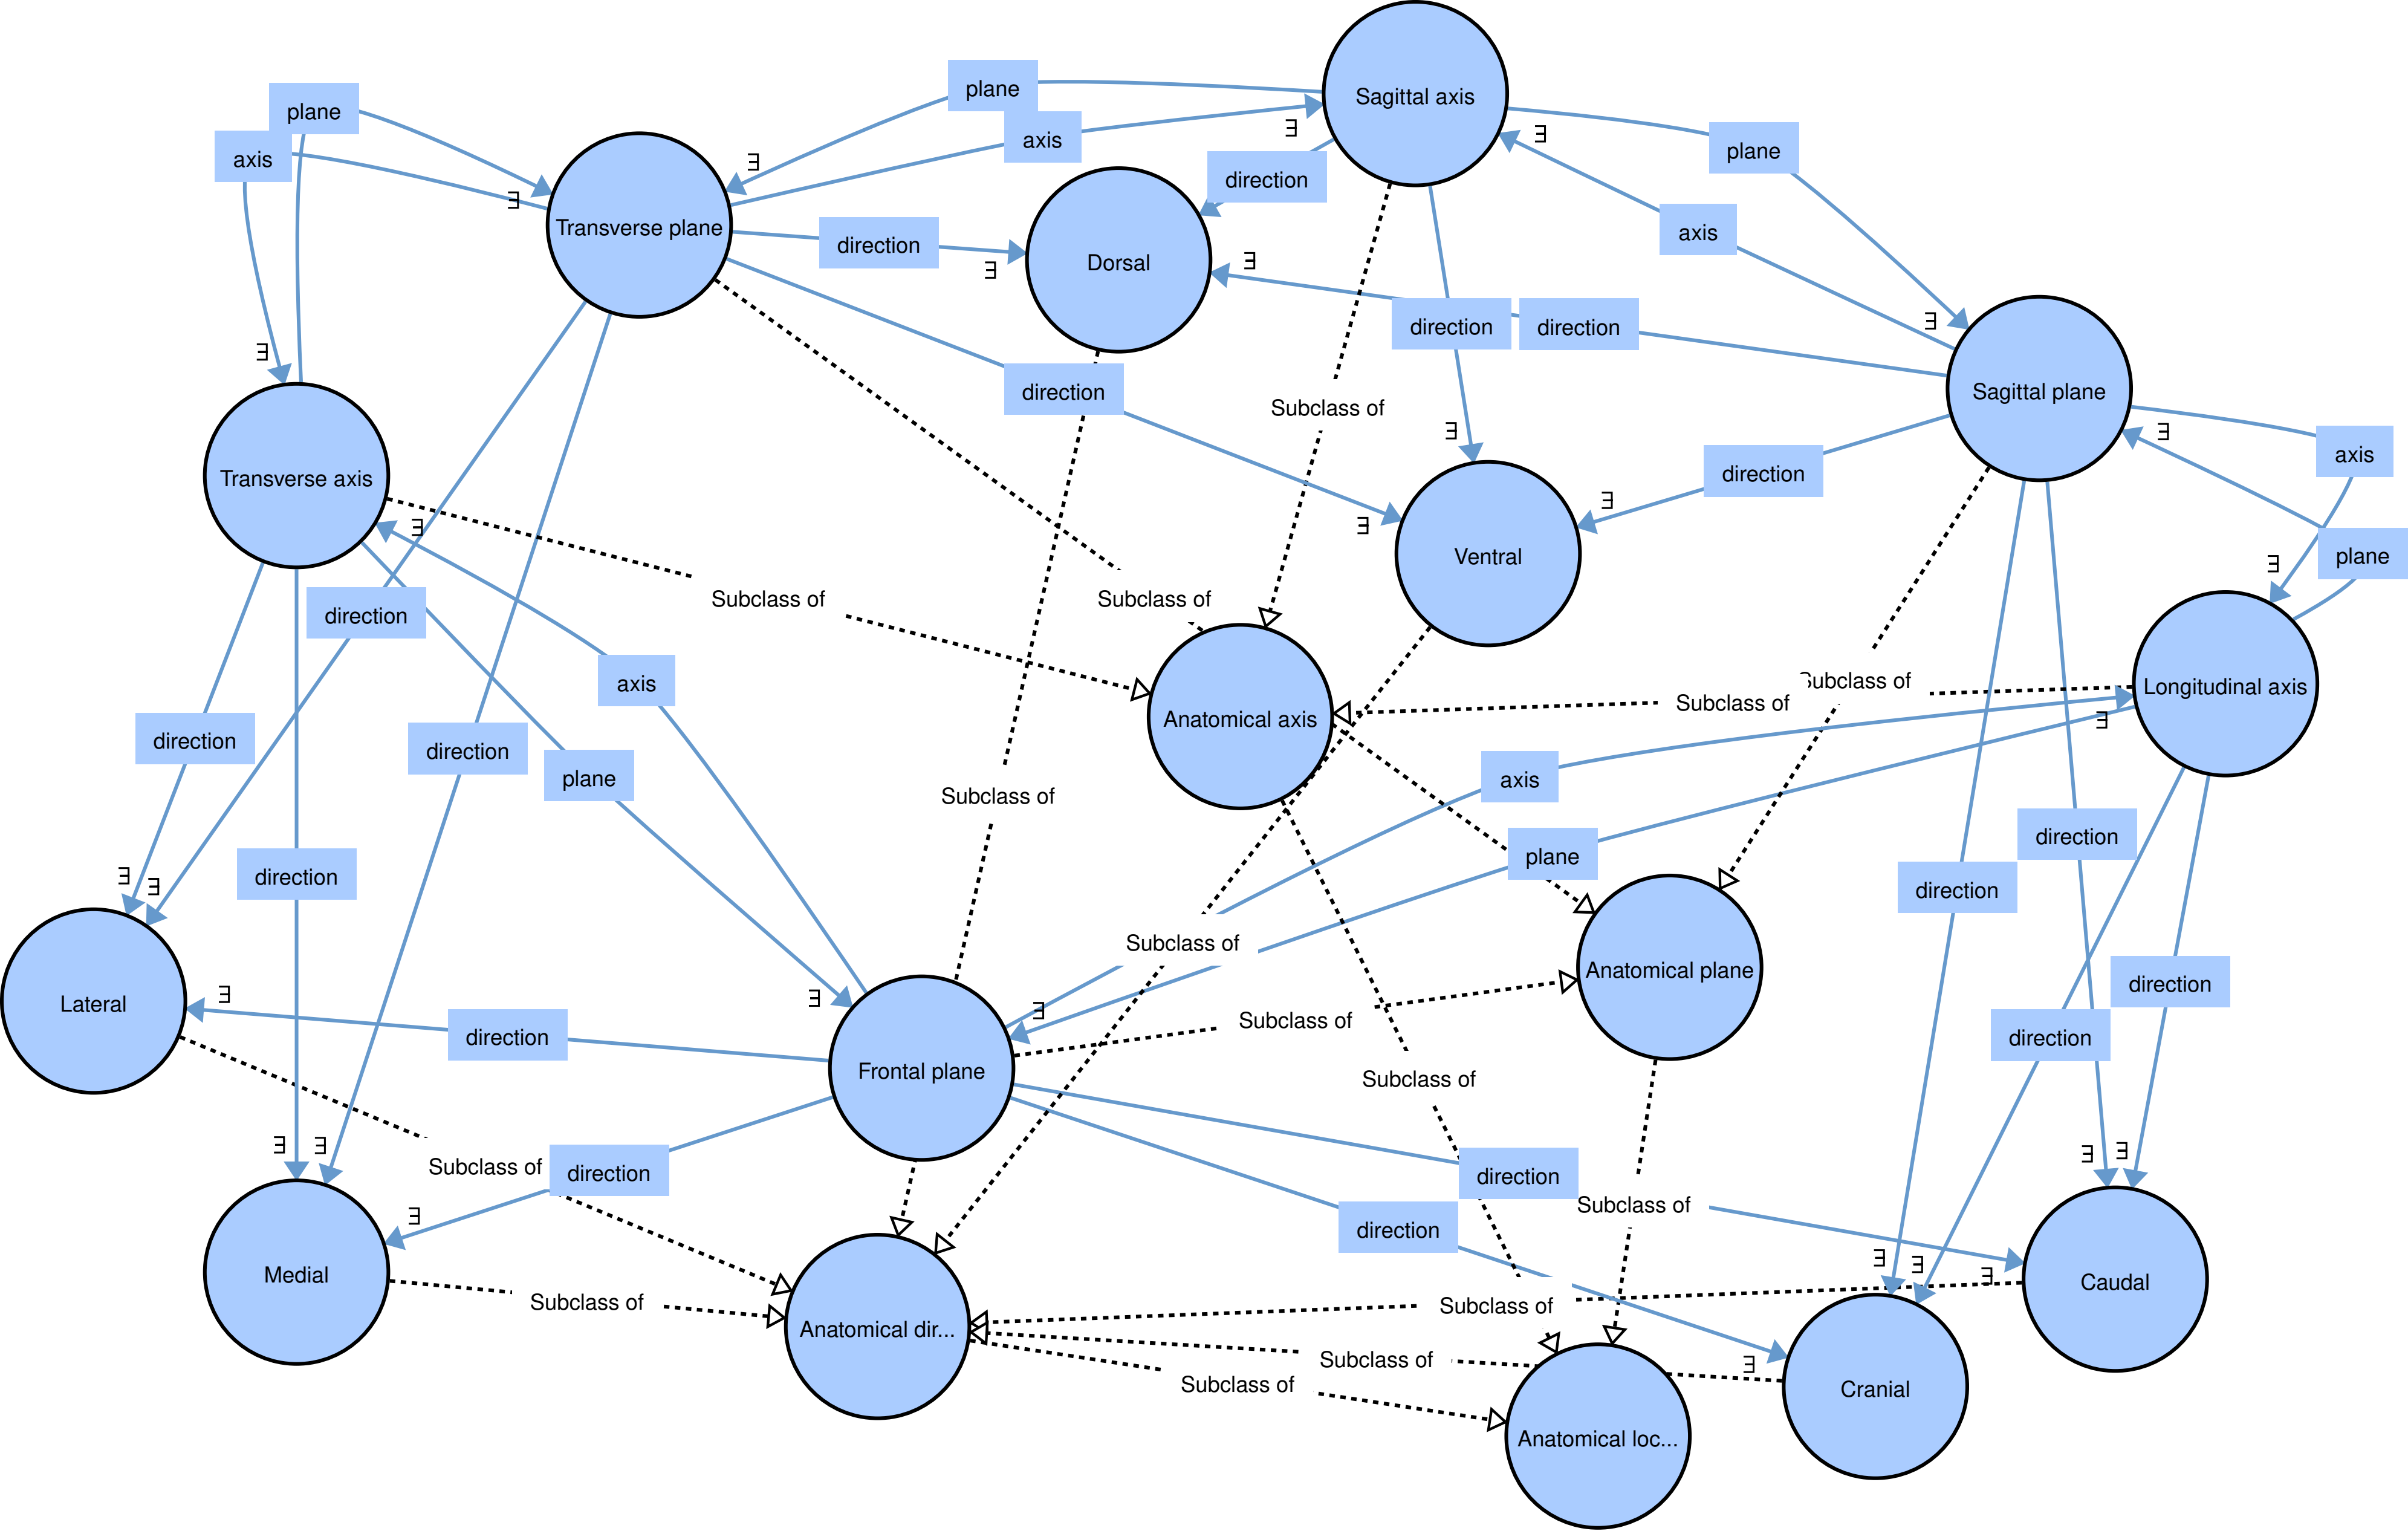 Sagittal axis
plane
plane
axis
∃
∃
axis
plane
∃
∃
axis
direction
∃
Transverse plane
direction
∃
Dorsal
∃
axis
∃
direction
direction
∃
direction
Subclass of
Sagittal plane
∃
axis
∃
Transverse axis
∃
direction
∃
∃
Ventral
∃
plane
direction
Subclass of
Subclass of
axis
Subclass of
Subclass of
Longitudinal axis
∃
Anatomical axis
direction
direction
plane
axis
Subclass of
direction
plane
∃
∃
direction
direction
Subclass of
Anatomical plane
direction
Lateral
∃
∃
∃
direction
Subclass of
direction
Frontal plane
Subclass of
∃
∃
∃
∃
Subclass of
direction
direction
Subclass of
∃
direction
∃
∃
∃
Medial
Caudal
Subclass of
Subclass of
Anatomical dir...
Subclass of
∃
Subclass of
Cranial
Anatomical loc...